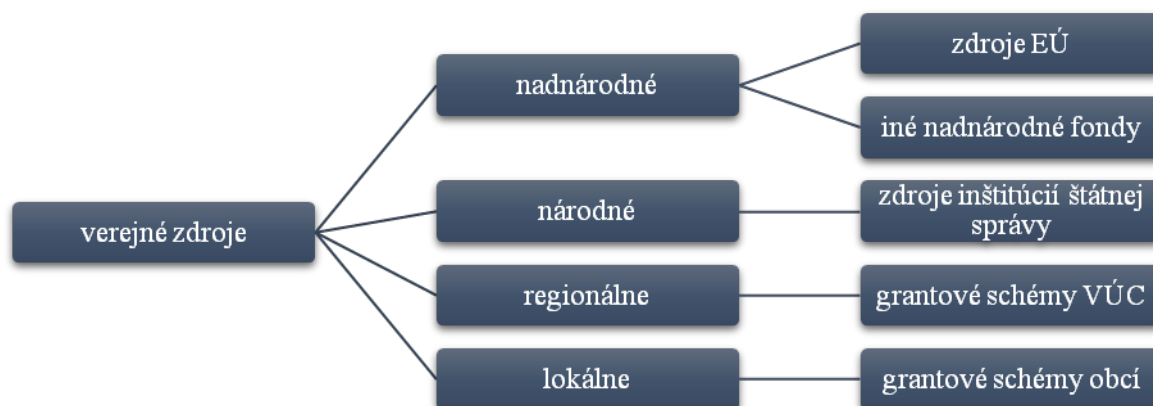 zdroje EÚ
nadnárodné
iné nadnárodné fondy
verejné zdroje
národné
zdroje inštitúcií štátnej
správy
regionálne
grantové schémy VÚC
lokálne
grantové schémy obcí